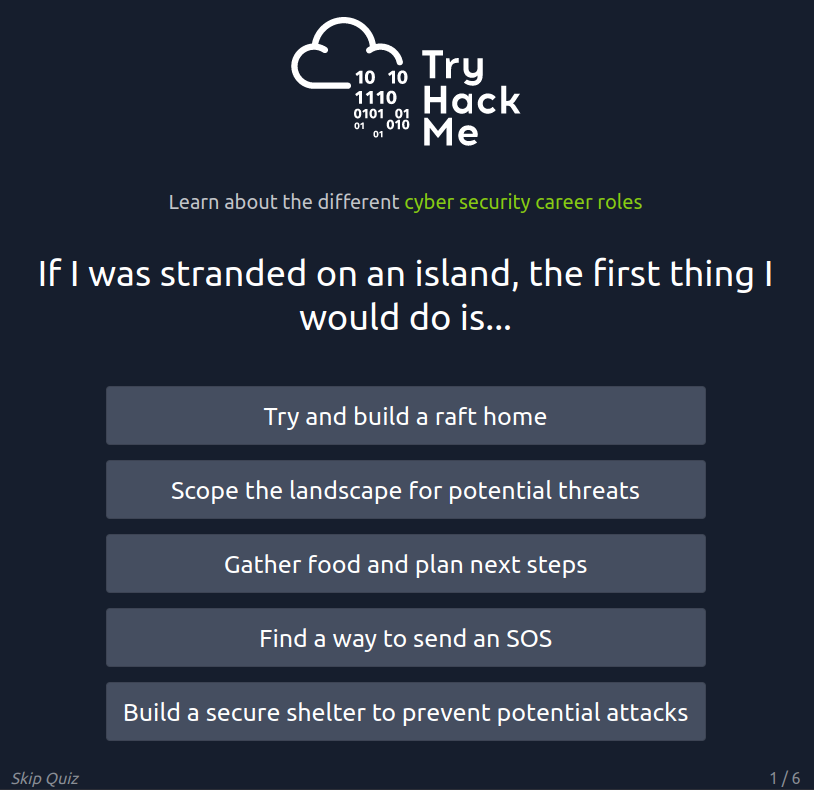 10 10
1110
0101 01
01 010
01
Try
Hack
Me
Learn about the different cyber security career roles
If I was stranded on an island, the first thing I
would do is...
Try and build a raft home
Scope the landscape for potential threats
Gather food and plan next steps
Find a way to send an SOS
Build a secure shelter to prevent potential attacks
Skip Quiz
1 / 6